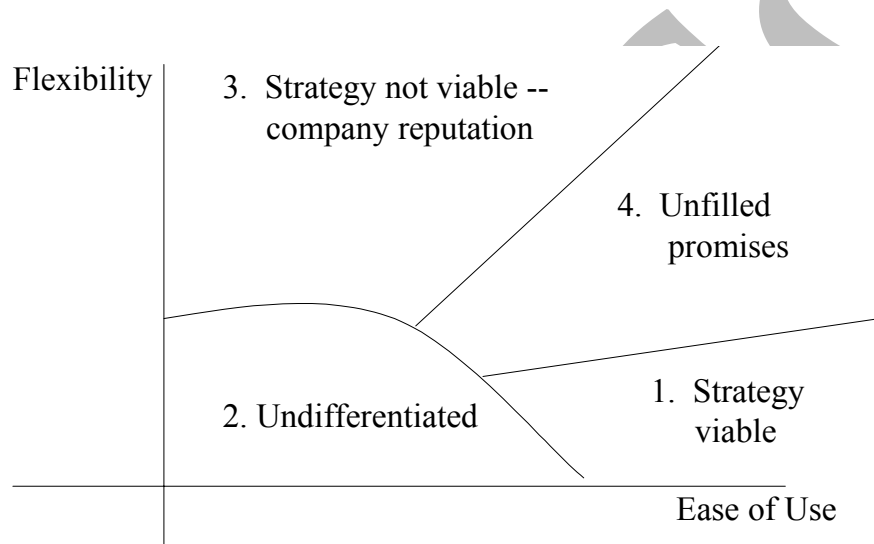 Flexibility
3.  Strategy not viable --
company reputation
4.  Unfilled
promises
1.  Strategy
viable
2. Undifferentiated
Ease of Use